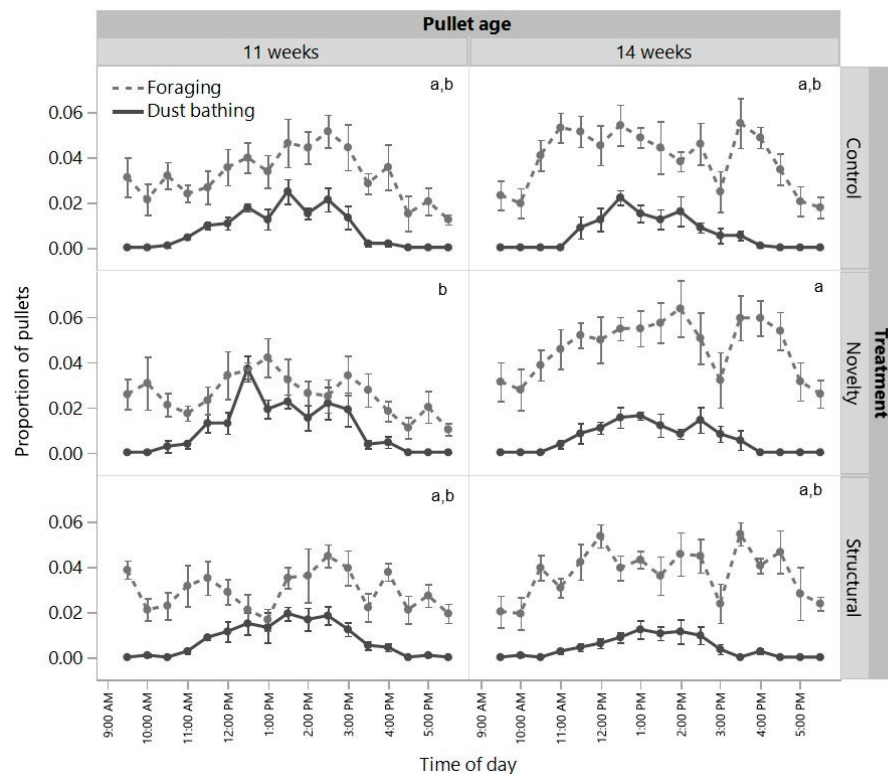 Pullet age
11 weeks
14 weeks
Foraging
Dust bathing
a,b
a,b
Control
0.06
0.04
0.02
0.00
b
a
Novelty
0.06
0.04
0.02
0.00
a,b
a,b
Structural
0.06
0.04
0.02
0.00
Proportion of pullets
Treatment
9:00 AM
10:00 AM
11:00 AM
12:00 PM
1:00 PM
2:00 PM
3:00 PM
4:00 PM
5:00 PM
9:00 AM
10:00 AM
11:00 AM
12:00 PM
1:00 PM
2:00 PM
3:00 PM
4:00 PM
5:00 PM
Time of day